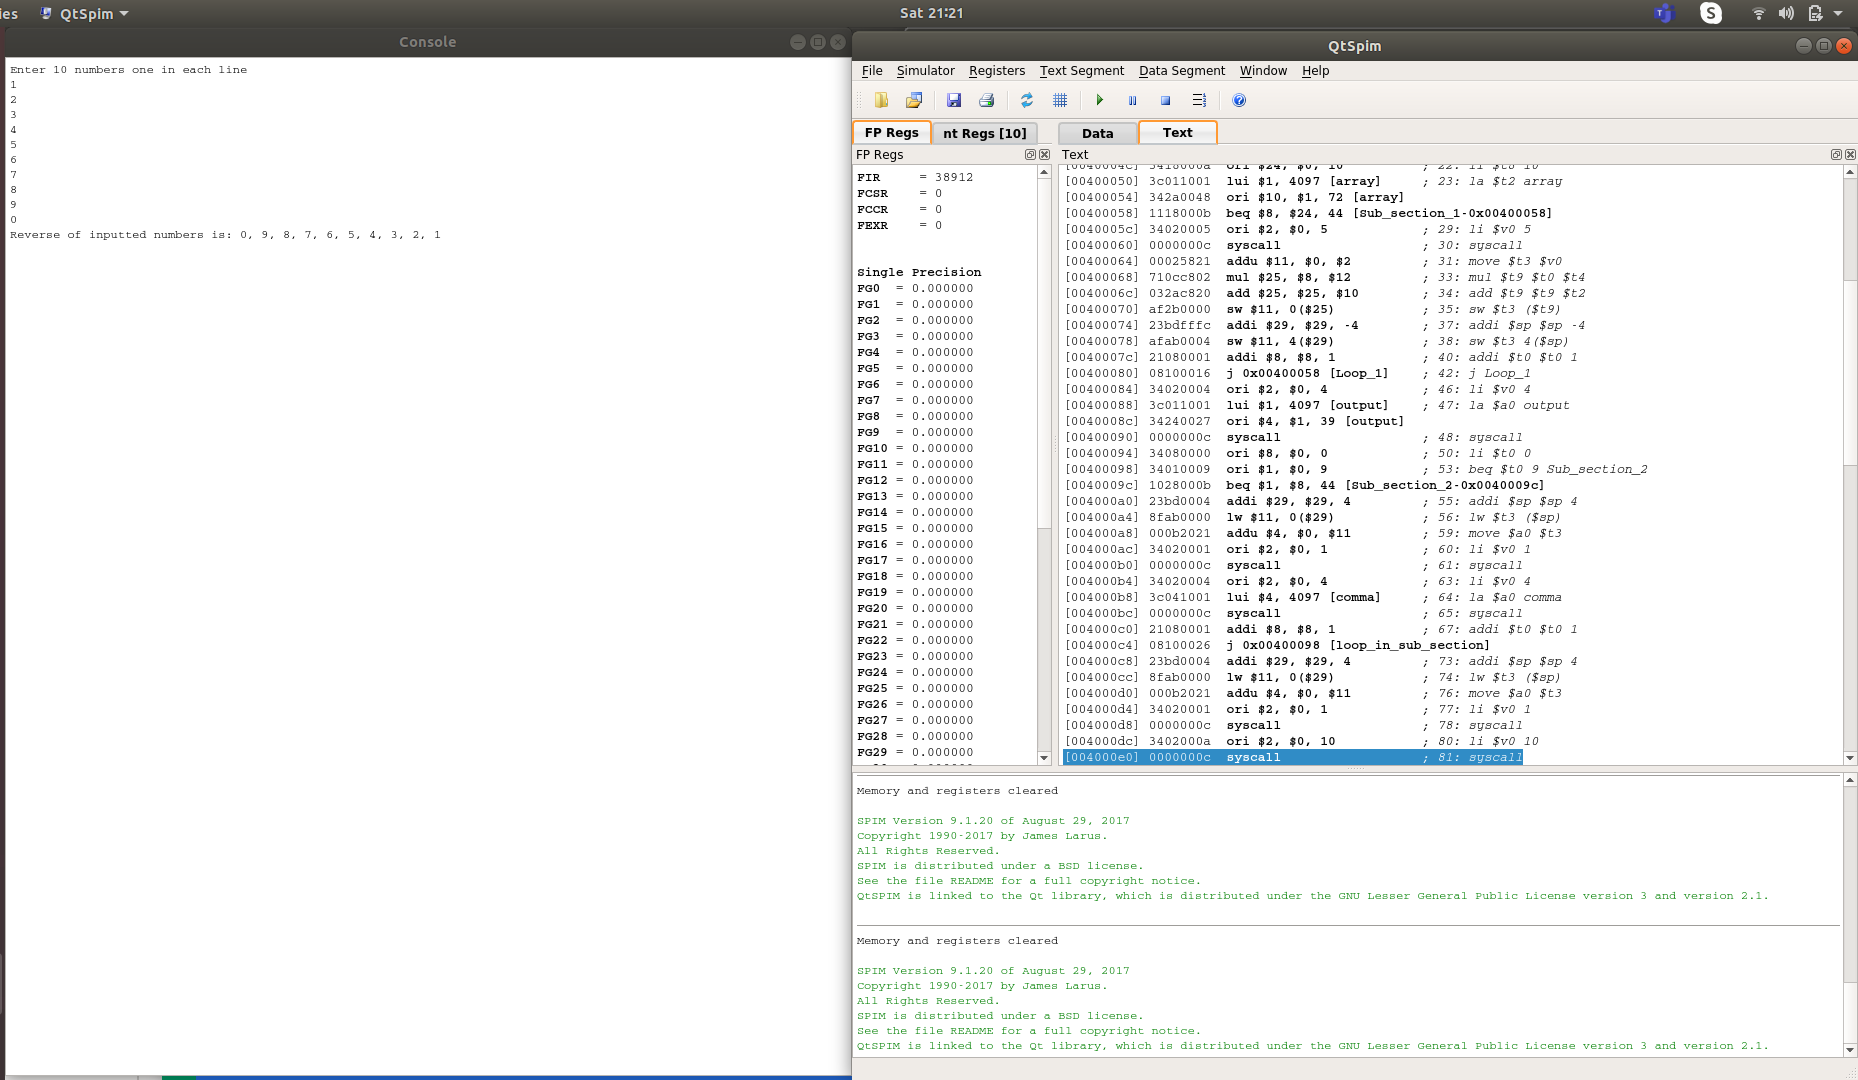 ies QtSpim Sat 21:21
Console
Enter 10 numbers one in each line
1
2
3
4
5
6
7
8
9
0
Reverse of inputted numbers is: 0, 9, 8, 7, 6, 5, 4, 3, 2, 1
QtSpim
File Simulator Registers Text Segment Data Segment Window Help
FP Regs nt Regs [10]
FP Regs
FIR = 38912
FCSR = 0
FCCR = 0
FEXR = 0
Single Precision
FG0 = 0.000000
FG1 = 0.000000
FG2 = 0.000000
FG3 = 0.000000
FG4 = 0.000000
FG5 = 0.000000
FG6 = 0.000000
FG7 = 0.000000
FG8 = 0.000000
FG9 = 0.000000
FG10 = 0.000000
FG11 = 0.000000
FG12 = 0.000000
FG13 = 0.000000
FG14 = 0.000000
FG15 = 0.000000
FG16 = 0.000000
FG17 = 0.000000
FG18 = 0.000000
FG19 = 0.000000
FG20 = 0.000000
FG21 = 0.000000
FG22 = 0.000000
FG23 = 0.000000
FG24 = 0.000000
FG25 = 0.000000
FG26 = 0.000000
FG27 = 0.000000
FG28 = 0.000000
FG29 = 0.000000
Data Text
Text
[0040004c] 3418000a ori $24, $0, 10 ; 22: li $t8 10
[00400050] 3c011001 lui $1, 4097 [array] ; 23: la $t2 array
[00400054] 342a0048 ori $10, $1, 72 [array]
[00400058] 1118000b beq $8, $24, 44 [Sub_section_1-0x00400058]
[0040005c] 34020005 ori $2, $0, 5 ; 29: li $v0 5
[00400060] 0000000c syscall ; 30: syscall
[00400064] 00025821 addu $11, $0, $2 ; 31: move $t3 $v0
[00400068] 710cc802 mul $25, $8, $12 ; 33: mul $t9 $t0 $t4
[0040006c] 032ac820 add $25, $25, $10 ; 34: add $t9 $t9 $t2
[00400070] af2b0000 sw $11, 0($25) ; 35: sw $t3 ($t9)
[00400074] 23bdfffc addi $29, $29, -4 ; 37: addi $sp $sp -4
[00400078] afab0004 sw $11, 4($29) ; 38: sw $t3 4($sp)
[0040007c] 21080001 addi $8, $8, 1 ; 40: addi $t0 $t0 1
[00400080] 08100016 j 0x00400058 [Loop_1] ; 42: j Loop_1
[00400084] 34020004 ori $2, $0, 4 ; 46: li $v0 4
[00400088] 3c011001 lui $1, 4097 [output] ; 47: la $a0 output
[0040008c] 34240027 ori $4, $1, 39 [output]
[00400090] 0000000c syscall ; 48: syscall
[00400094] 34080000 ori $8, $0, 0 ; 50: li $t0 0
[00400098] 34010009 ori $1, $0, 9 ; 53: beq $t0 9 Sub_section_2
[0040009c] 1028000b beq $1, $8, 44 [Sub_section_2-0x0040009c]
[004000a0] 23bd0004 addi $29, $29, 4 ; 55: addi $sp $sp 4
[004000a4] 8fab0000 lw $11, 0($29) ; 56: lw $t3 ($sp)
[004000a8] 000b2021 addu $4, $0, $11 ; 59: move $a0 $t3
[004000ac] 34020001 ori $2, $0, 1 ; 60: li $v0 1
[004000b0] 0000000c syscall ; 61: syscall
[004000b4] 34020004 ori $2, $0, 4 ; 63: li $v0 4
[004000b8] 3c041001 lui $4, 4097 [comma] ; 64: la $a0 comma
[004000bc] 0000000c syscall ; 65: syscall
[004000c0] 21080001 addi $8, $8, 1 ; 67: addi $t0 $t0 1
[004000c4] 08100026 j 0x00400098 [loop_in_sub_section]
[004000c8] 23bd0004 addi $29, $29, 4 ; 73: addi $sp $sp 4
[004000cc] 8fab0000 lw $11, 0($29) ; 74: lw $t3 ($sp)
[004000d0] 000b2021 addu $4, $0, $11 ; 76: move $a0 $t3
[004000d4] 34020001 ori $2, $0, 1 ; 77: li $v0 1
[004000d8] 0000000c syscall ; 78: syscall
[004000dc] 3402000a ori $2, $0, 10 ; 80: li $v0 10
[004000e0] 0000000c syscall ; 81: syscall
Memory and registers cleared
SPIM Version 9.1.20 of August 29, 2017
Copyright 1990-2017 by James Larus.
All Rights Reserved.
SPIM is distributed under a BSD license.
See the file README for a full copyright notice.
QtSPIM is linked to the Qt library, which is distributed under the GNU Lesser General Public License version 3 and version 2.1.
Memory and registers cleared
SPIM Version 9.1.20 of August 29, 2017
Copyright 1990-2017 by James Larus.
All Rights Reserved.
SPIM is distributed under a BSD license.
See the file README for a full copyright notice.
QtSPIM is linked to the Qt library, which is distributed under the GNU Lesser General Public License version 3 and version 2.1.